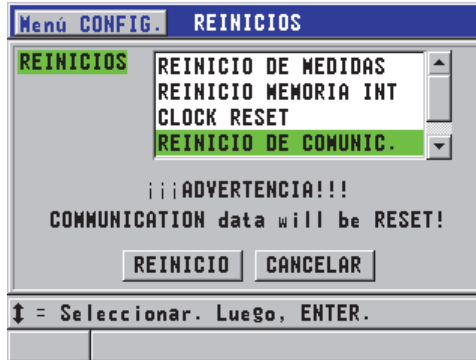 Menú CONFIG. REINICIOS
REINICIOS
REINICIO DE MEDIDAS
REINICIO MEMORIA INT
CLOCK RESET
REINICIO DE COMUNIC.
¡¡¡ADVERTENCIA!!!
COMMUNICATION data will be RESET!
REINICIO CANCELAR
↕ = Seleccionar. Luego, ENTER.